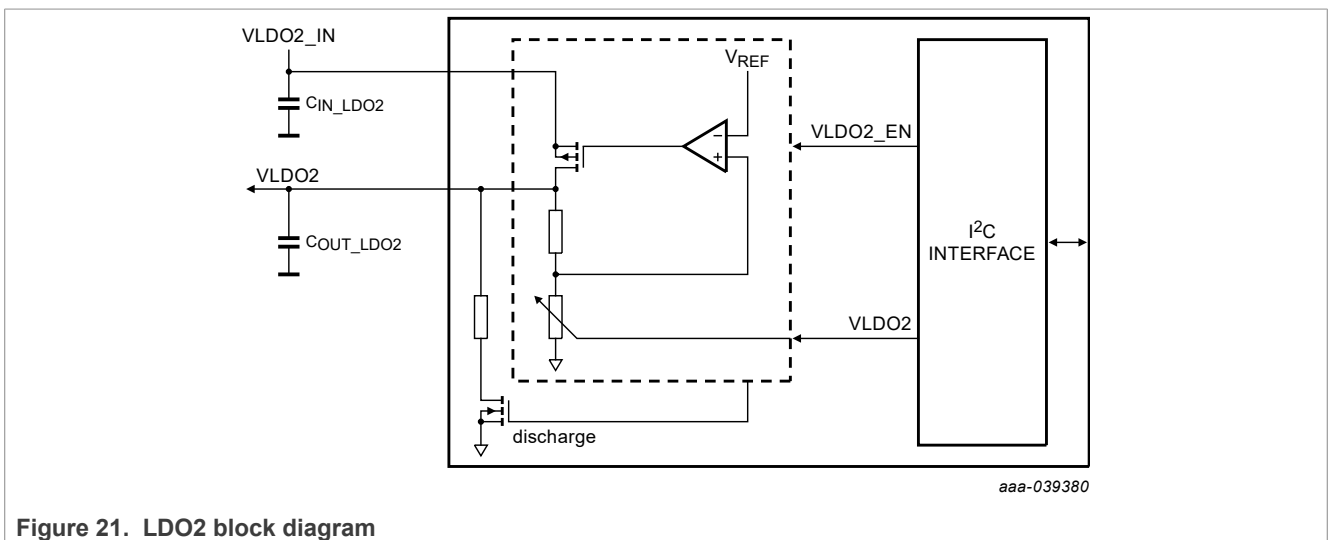 VLDO2_IN
VREF
CIN_LDO2
−
+
VLDO2_EN
VLDO2
COUT_LDO2
I2C
INTERFACE
VLDO2
discharge
aaa-039380
Figure 21. LDO2 block diagram